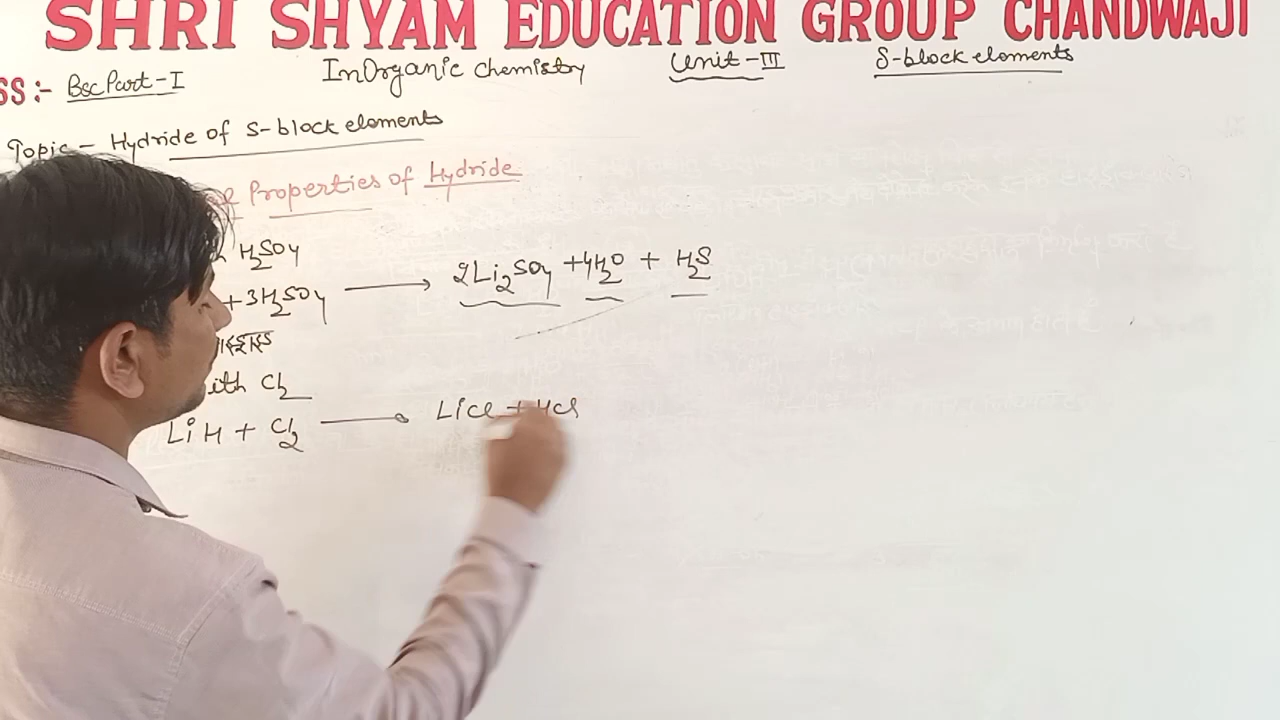 SHRI SHYAM EDUCATION GROUP CHANDWAJI
SS:- Bsc Part-I InOrganic chemistry Unit-III S-block elements
Topic - Hydride of S-block elements
Properties of Hydride
H₂SO₄
+3H₂SO₄ ⟶ 2Li₂SO₄ +4H₂O + H₂S
ith Cl₂
LiH + Cl₂ ⟶ LiCl + HCl